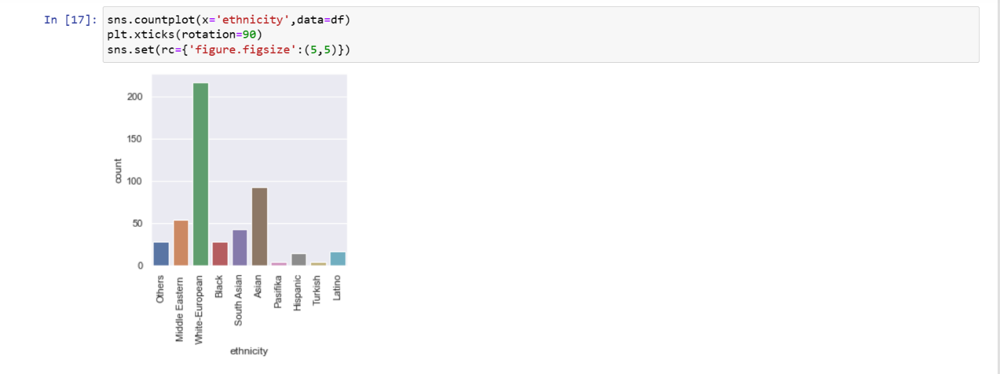 In [17]: sns.countplot(x='ethnicity',data=df)
plt.xticks(rotation=90)
sns.set(rc={'figure.figsize':(5,5)})
200
150
100
50
0
count
Others
Middle Eastern
White-European
Black
South Asian
Asian
Pasifika
Hispanic
Turkish
Latino
ethnicity